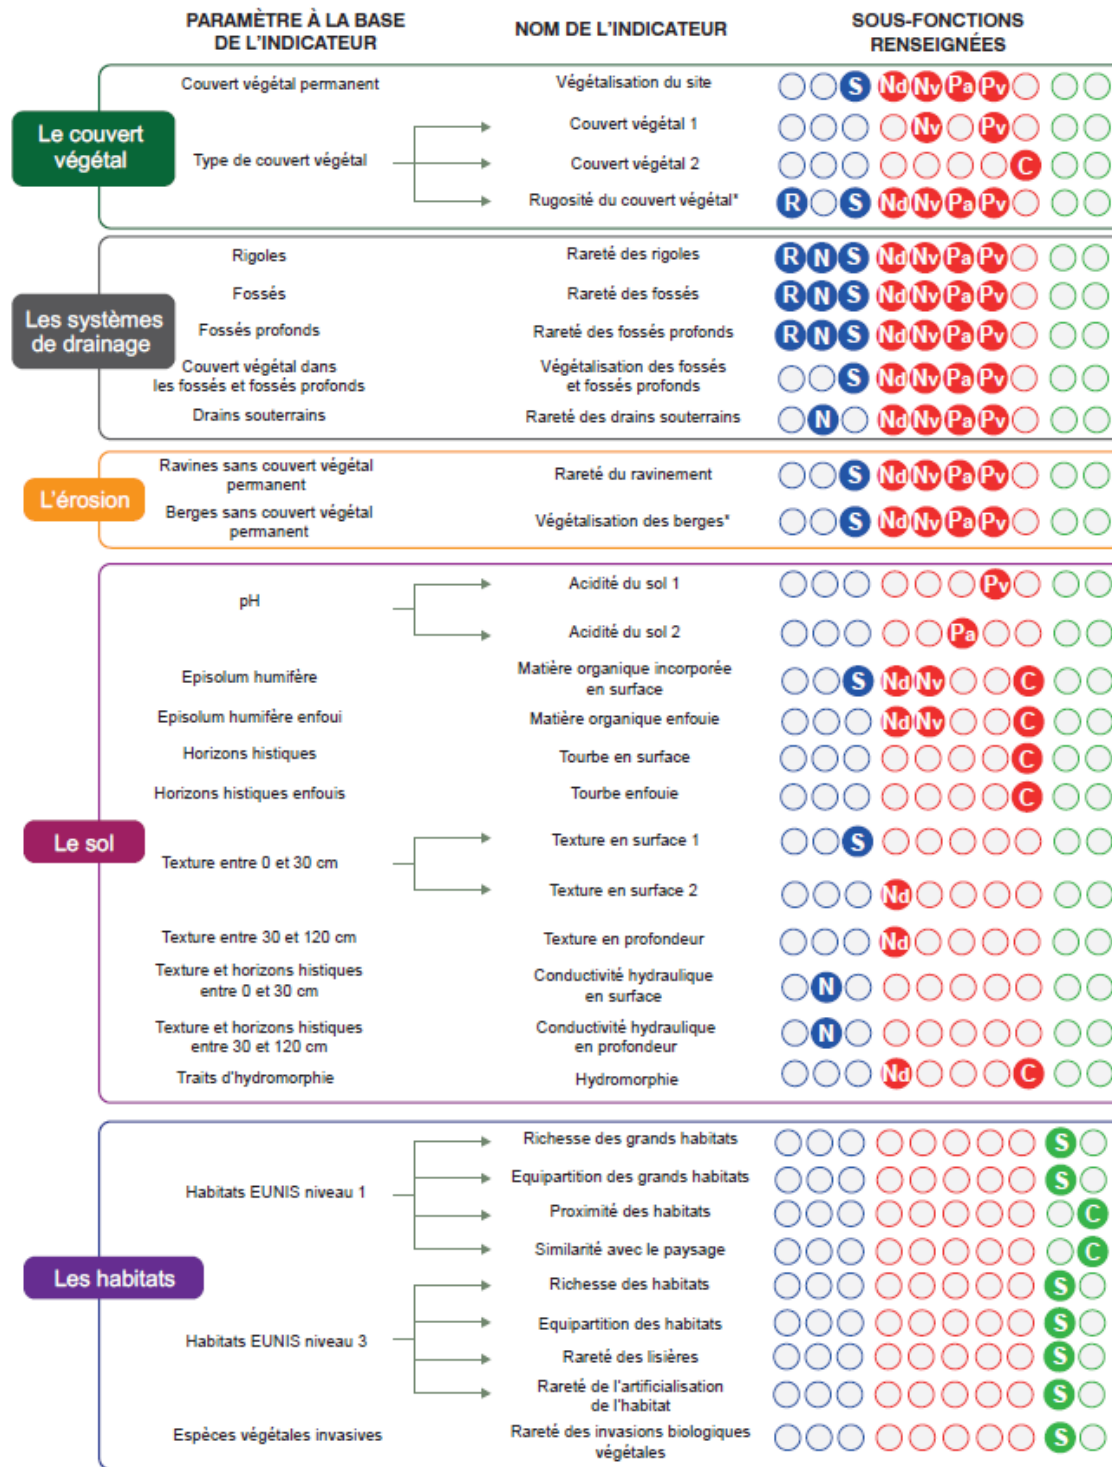 PARAMÈTRE À LA BASE
DE L'INDICATEUR
NOM DE L'INDICATEUR
SOUS-FONCTIONS
RENSEIGNÉES
Le couvert
végétal
Couvert végétal permanent
Végétalisation du site
S Nd Nv Pa Pv
Type de couvert végétal
Couvert végétal 1
Nv Pv
Couvert végétal 2
C
Rugosité du couvert végétal*
R S Nd Nv Pa Pv
Les systèmes
de drainage
Rigoles
Rareté des rigoles
R N S Nd Nv Pa Pv
Fossés
Rareté des fossés
R N S Nd Nv Pa Pv
Fossés profonds
Rareté des fossés profonds
R N S Nd Nv Pa Pv
Couvert végétal dans
les fossés et fossés profonds
Végétalisation des fossés
et fossés profonds
S Nd Nv Pa Pv
Drains souterrains
Rareté des drains souterrains
N Nd Nv Pa Pv
L'érosion
Ravines sans couvert végétal
permanent
Rareté du ravinement
S Nd Nv Pa Pv
Berges sans couvert végétal
permanent
Végétalisation des berges*
S Nd Nv Pa Pv
Le sol
pH
Acidité du sol 1
Pv
Acidité du sol 2
Pa
Episolum humifère
Matière organique incorporée
en surface
S Nd Nv C
Episolum humifère enfoui
Matière organique enfouie
Nd Nv C
Horizons histiques
Tourbe en surface
C
Horizons histiques enfouis
Tourbe enfouie
C
Texture entre 0 et 30 cm
Texture en surface 1
S
Texture en surface 2
Nd
Texture entre 30 et 120 cm
Texture en profondeur
Nd
Texture et horizons histiques
entre 0 et 30 cm
Conductivité hydraulique
en surface
N
Texture et horizons histiques
entre 30 et 120 cm
Conductivité hydraulique
en profondeur
N
Traits d'hydromorphie
Hydromorphie
Nd C
Les habitats
Habitats EUNIS niveau 1
Richesse des grands habitats
S
Equipartition des grands habitats
S
Proximité des habitats
C
Similarité avec le paysage
C
Habitats EUNIS niveau 3
Richesse des habitats
S
Equipartition des habitats
S
Rareté des lisières
S
Rareté de l'artificialisation
de l'habitat
S
Espèces végétales invasives
Rareté des invasions biologiques
végétales
S